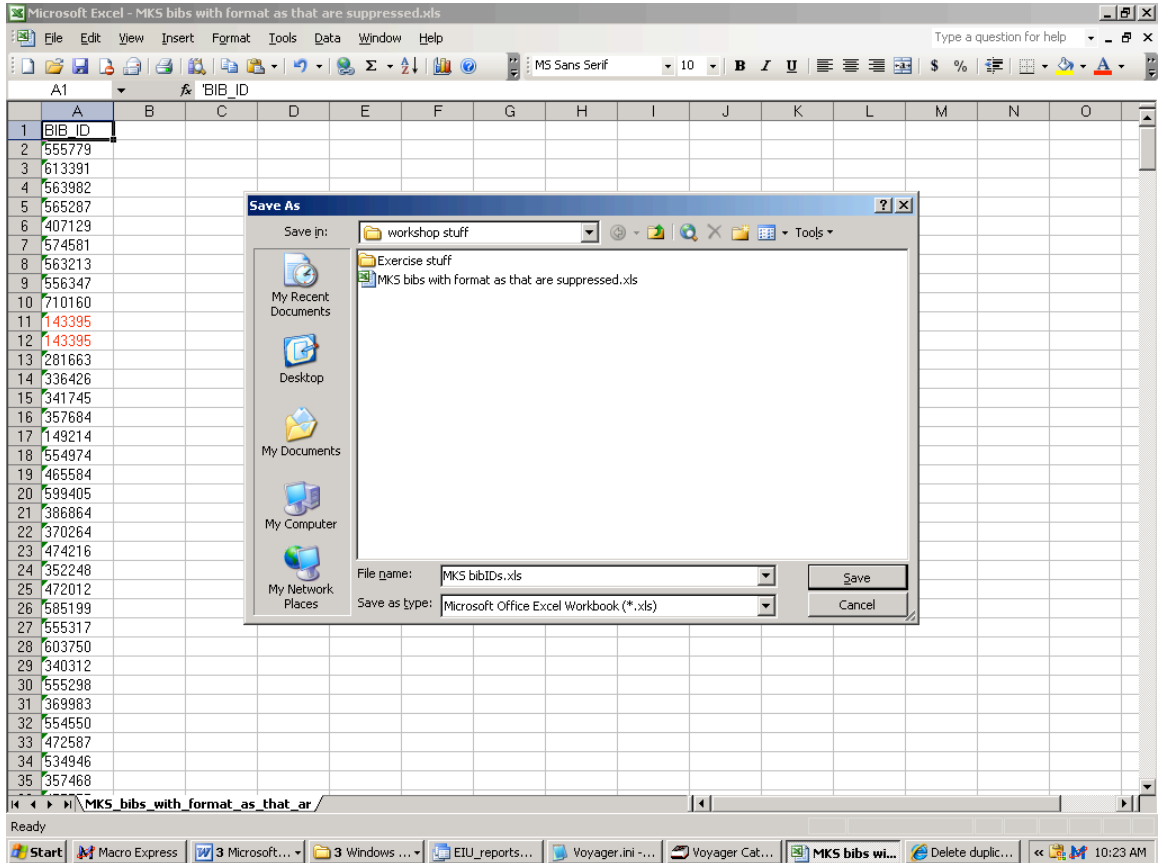 Microsoft Excel - MKS bibs with format as that are suppressed.xls
File Edit View Insert Format Tools Data Window Help Type a question for help
MS Sans Serif 10 B I U $ %
A1 fx 'BIB_ID
A B C D E F G H I J K L M N O
1 BIB_ID
2 555779
3 613391
4 563982
5 565287
6 407129
7 574581
8 563213
9 556347
10 710160
11 143395
12 143395
13 281663
14 336426
15 341745
16 357684
17 149214
18 554974
19 465584
20 599405
21 386864
22 370264
23 474216
24 352248
25 472012
26 585199
27 555317
28 603750
29 340312
30 555298
31 369983
32 554550
33 472587
34 534946
35 357468
Save As
Save in: workshop stuff Tools
Exercise stuff
MKS bibs with format as that are suppressed.xls
My Recent
Documents
Desktop
My Documents
My Computer
My Network
Places
File name: MKS bibIDs.xls Save
Save as type: Microsoft Office Excel Workbook (*.xls) Cancel
MKS_bibs_with_format_as_that_ar
Ready
Start Macro Express 3 Microsoft... 3 Windows ... EIU_reports... Voyager.ini -... Voyager Cat... MKS bibs wi... Delete duplic... « 10:23 AM